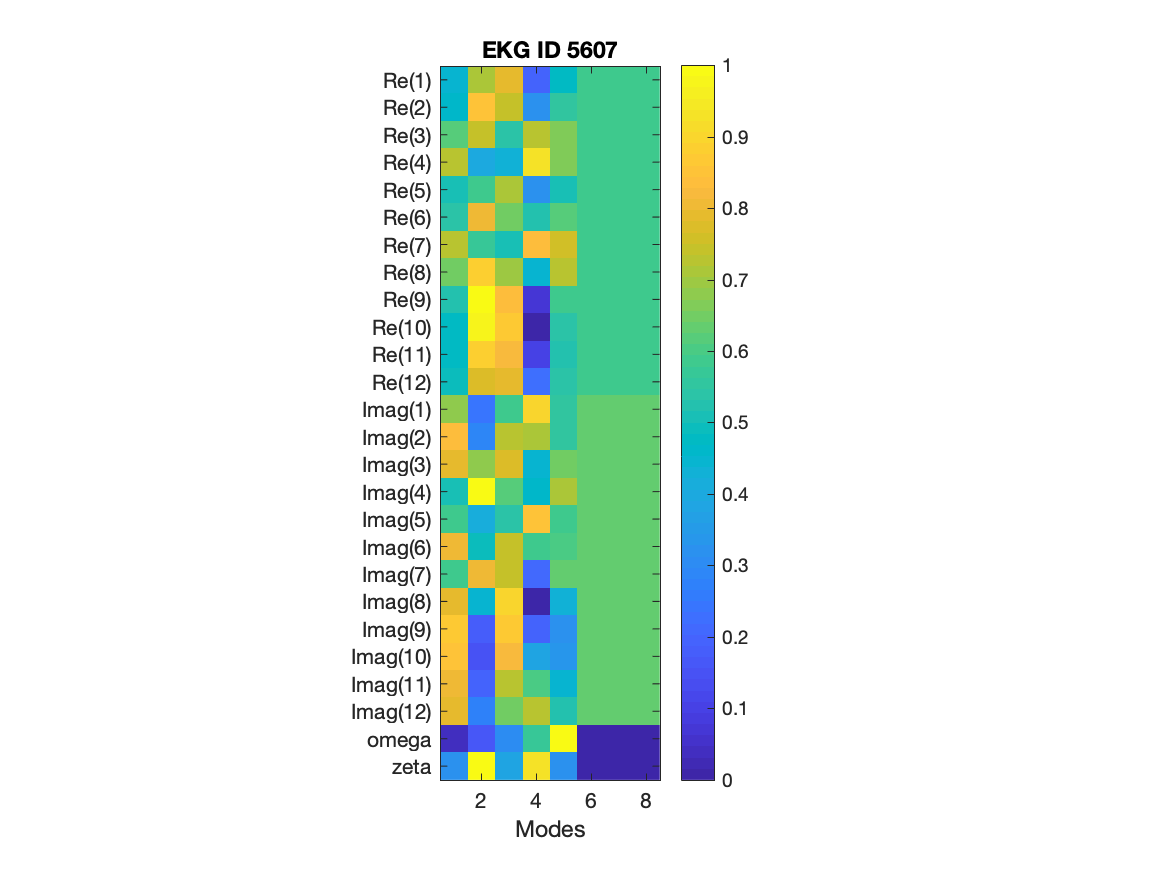 EKG ID 5607
Re(1)
Re(2)
Re(3)
Re(4)
Re(5)
Re(6)
Re(7)
Re(8)
Re(9)
Re(10)
Re(11)
Re(12)
Imag(1)
Imag(2)
Imag(3)
Imag(4)
Imag(5)
Imag(6)
Imag(7)
Imag(8)
Imag(9)
Imag(10)
Imag(11)
Imag(12)
omega
zeta
2 4 6 8
Modes
1
0.9
0.8
0.7
0.6
0.5
0.4
0.3
0.2
0.1
0